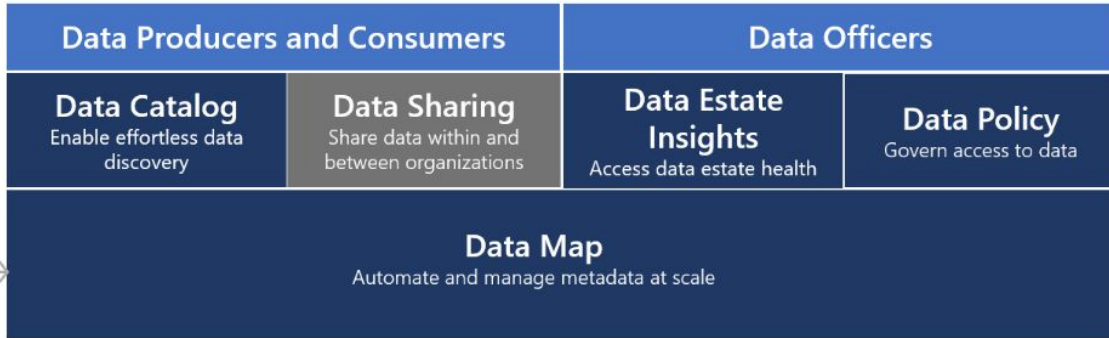 Data Producers and Consumers
Data Officers
Data Catalog
Enable effortless data
discovery
Data Sharing
Share data within and
between organizations
Data Estate
Insights
Access data estate health
Data Policy
Govern access to data
Data Map
Automate and manage metadata at scale